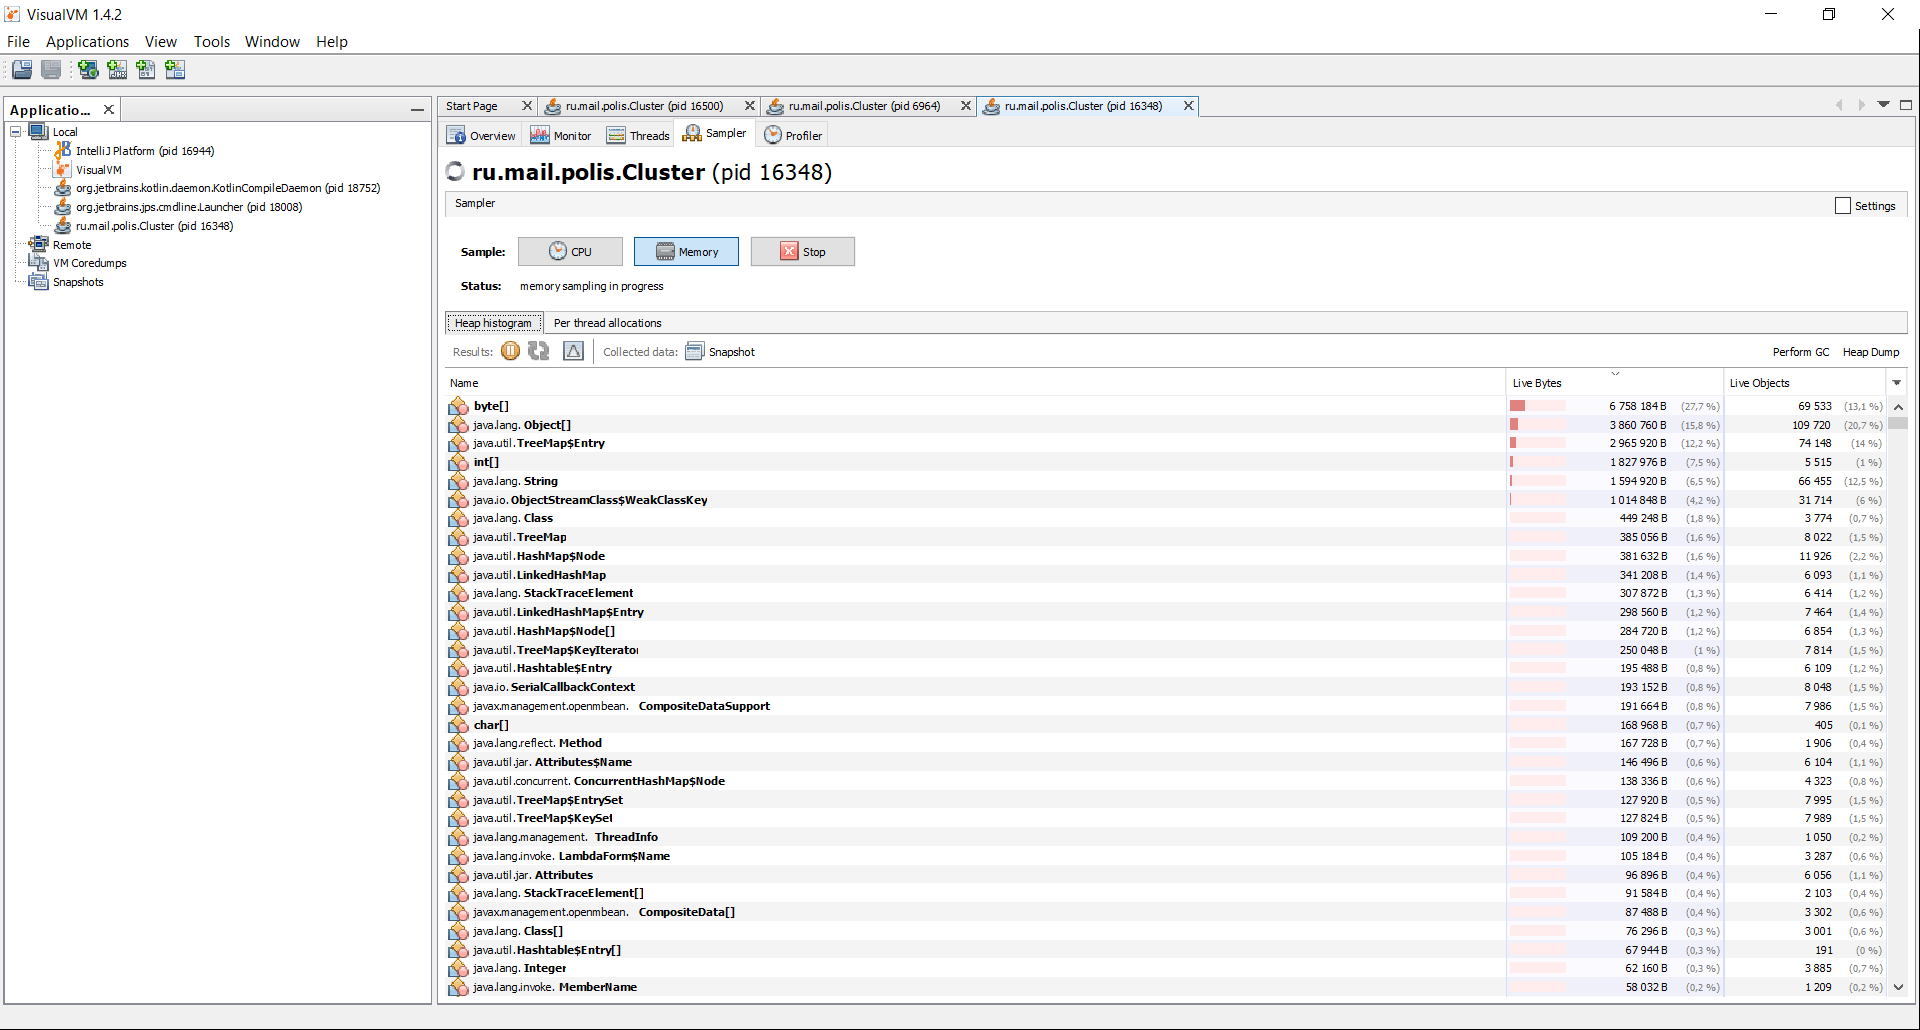 VisualVM 1.4.2
File Applications View Tools Window Help
Applicatio...
Local
IntelliJ Platform (pid 16944)
VisualVM
org.jetbrains.kotlin.daemon.KotlinCompileDaemon (pid 18752)
org.jetbrains.jps.cmdline.Launcher (pid 18008)
ru.mail.polis.Cluster (pid 16348)
Remote
VM Coredumps
Snapshots
Start Page ru.mail.polis.Cluster (pid 16500) ru.mail.polis.Cluster (pid 6964) ru.mail.polis.Cluster (pid 16348)
Overview Monitor Threads Sampler Profiler
ru.mail.polis.Cluster (pid 16348)
Sampler Settings
Sample: CPU Memory Stop
Status: memory sampling in progress
Heap histogram Per thread allocations
Results: Collected data: Snapshot Perform GC Heap Dump
Name Live Bytes Live Objects
byte[] 6 758 184 B (27,7 %) 69 533 (13,1 %)
java.lang.Object[] 3 860 760 B (15,8 %) 109 720 (20,7 %)
java.util.TreeMap$Entry 2 965 920 B (12,2 %) 74 148 (14 %)
int[] 1 827 976 B (7,5 %) 5 515 (1 %)
java.lang.String 1 594 920 B (6,5 %) 66 455 (12,5 %)
java.io.ObjectStreamClass$WeakClassKey 1 014 848 B (4,2 %) 31 714 (6 %)
java.lang.Class 449 248 B (1,8 %) 3 774 (0,7 %)
java.util.TreeMap 385 056 B (1,6 %) 8 022 (1,5 %)
java.util.HashMap$Node 381 632 B (1,6 %) 11 926 (2,2 %)
java.util.LinkedHashMap 341 208 B (1,4 %) 6 093 (1,1 %)
java.lang.StackTraceElement 307 872 B (1,3 %) 6 414 (1,2 %)
java.util.LinkedHashMap$Entry 298 560 B (1,2 %) 7 464 (1,4 %)
java.util.HashMap$Node[] 284 720 B (1,2 %) 6 854 (1,3 %)
java.util.TreeMap$KeyIterator 250 048 B (1 %) 7 814 (1,5 %)
java.util.Hashtable$Entry 195 488 B (0,8 %) 6 109 (1,2 %)
java.io.SerialCallbackContext 193 152 B (0,8 %) 8 048 (1,5 %)
javax.management.openmbean.CompositeDataSupport 191 664 B (0,8 %) 7 986 (1,5 %)
char[] 168 968 B (0,7 %) 405 (0,1 %)
java.lang.reflect.Method 167 728 B (0,7 %) 1 906 (0,4 %)
java.util.jar.Attributes$Name 146 496 B (0,6 %) 6 104 (1,1 %)
java.util.concurrent.ConcurrentHashMap$Node 138 336 B (0,6 %) 4 323 (0,8 %)
java.util.TreeMap$EntrySet 127 920 B (0,5 %) 7 995 (1,5 %)
java.util.TreeMap$KeySet 127 824 B (0,5 %) 7 989 (1,5 %)
java.lang.management.ThreadInfo 109 200 B (0,4 %) 1 050 (0,2 %)
java.lang.invoke.LambdaForm$Name 105 184 B (0,4 %) 3 287 (0,6 %)
java.util.jar.Attributes 96 896 B (0,4 %) 6 056 (1,1 %)
java.lang.StackTraceElement[] 91 584 B (0,4 %) 2 103 (0,4 %)
javax.management.openmbean.CompositeData[] 87 488 B (0,4 %) 3 302 (0,6 %)
java.lang.Class[] 76 296 B (0,3 %) 3 001 (0,6 %)
java.util.Hashtable$Entry[] 67 944 B (0,3 %) 191 (0 %)
java.lang.Integer 62 160 B (0,3 %) 3 885 (0,7 %)
java.lang.invoke.MemberName 58 032 B (0,2 %) 1 209 (0,2 %)